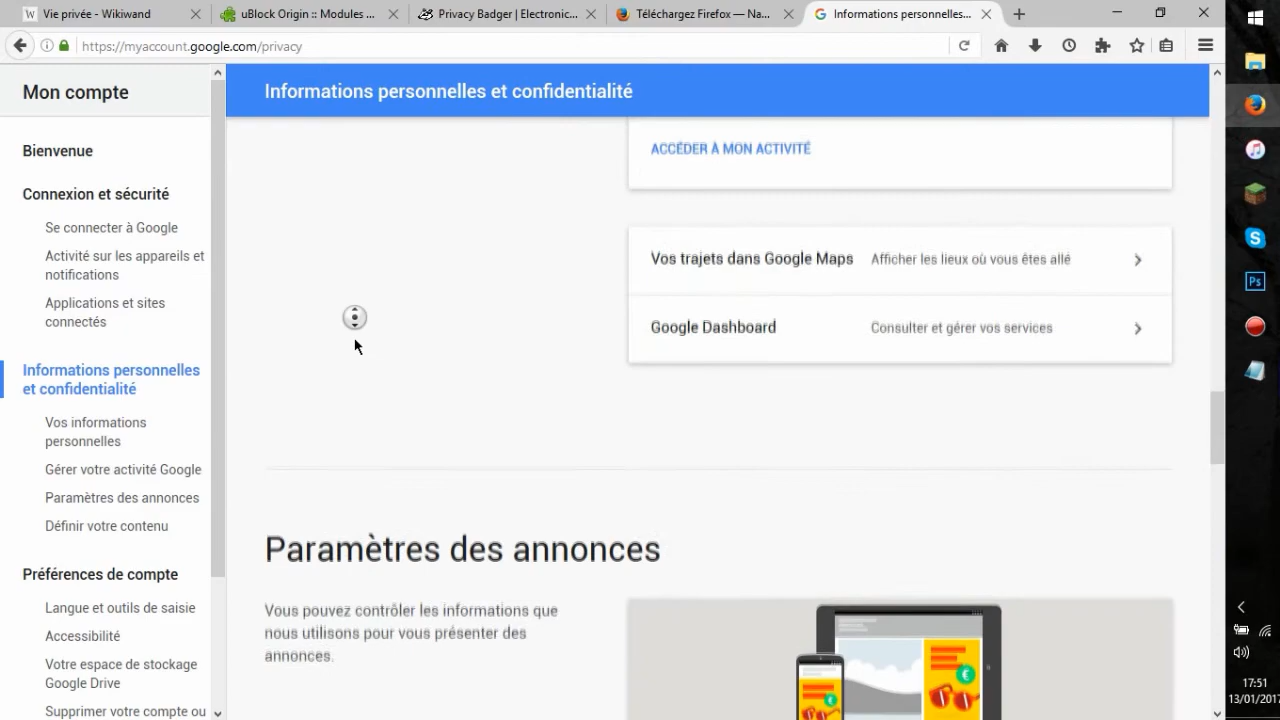 Vie privée - Wikiwand
uBlock Origin :: Modules ...
Privacy Badger | Electronic...
Téléchargez Firefox — Na...
Informations personnelles...
https://myaccount.google.com/privacy
Mon compte
Bienvenue
Connexion et sécurité
Se connecter à Google
Activité sur les appareils et
notifications
Applications et sites
connectés
Informations personnelles
et confidentialité
Vos informations
personnelles
Gérer votre activité Google
Paramètres des annonces
Définir votre contenu
Préférences de compte
Langue et outils de saisie
Accessibilité
Votre espace de stockage
Google Drive
Supprimer votre compte ou
Informations personnelles et confidentialité
ACCÉDER À MON ACTIVITÉ
Vos trajets dans Google Maps
Afficher les lieux où vous êtes allé
Google Dashboard
Consulter et gérer vos services
Paramètres des annonces
Vous pouvez contrôler les informations que
nous utilisons pour vous présenter des
annonces.
€
€
Ps
17:51
13/01/2017